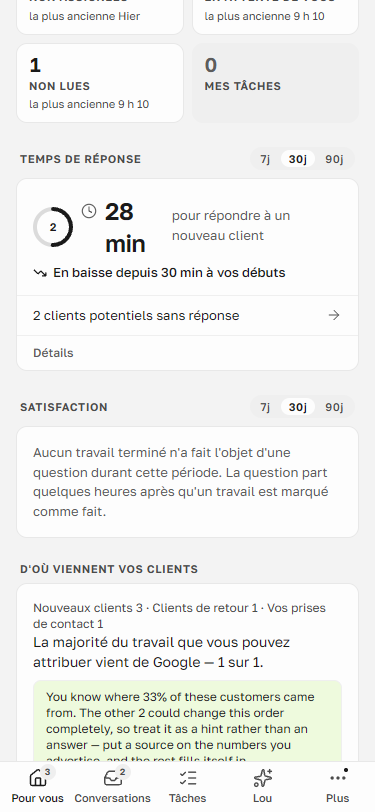 la plus ancienne Hier
la plus ancienne 9 h 10
1
NON LUES
la plus ancienne 9 h 10
0
MES TÂCHES
TEMPS DE RÉPONSE
7j 30j 90j
2
28 min
pour répondre à un
nouveau client
En baisse depuis 30 min à vos débuts
2 clients potentiels sans réponse
Détails
SATISFACTION
7j 30j 90j
Aucun travail terminé n'a fait l'objet d'une
question durant cette période. La question part
quelques heures après qu'un travail est marqué
comme fait.
D'OÙ VIENNENT VOS CLIENTS
Nouveaux clients 3 · Clients de retour 1 · Vos prises
de contact 1
La majorité du travail que vous pouvez
attribuer vient de Google — 1 sur 1.
You know where 33% of these customers came
from. The other 2 could change this order
completely, so treat it as a hint rather than an
answer — put a source on the numbers you
advertise, and the rest fills itself in
3
2
Pour vous
Conversations
Tâches
Lou
Plus